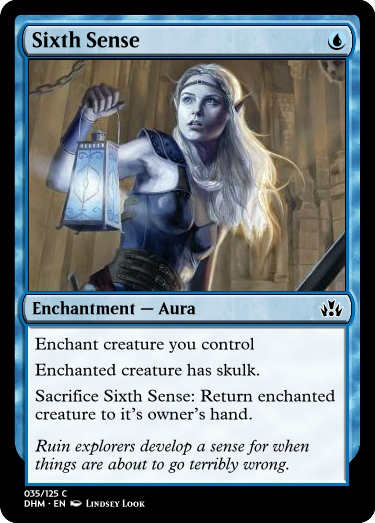 Sixth Sense
Enchantment — Aura
Enchant creature you control
Enchanted creature has skulk.
Sacrifice Sixth Sense: Return enchanted
creature to it's owner's hand.
Ruin explorers develop a sense for when
things are about to go terribly wrong.
035/125 C
DHM • EN Lindsey Look